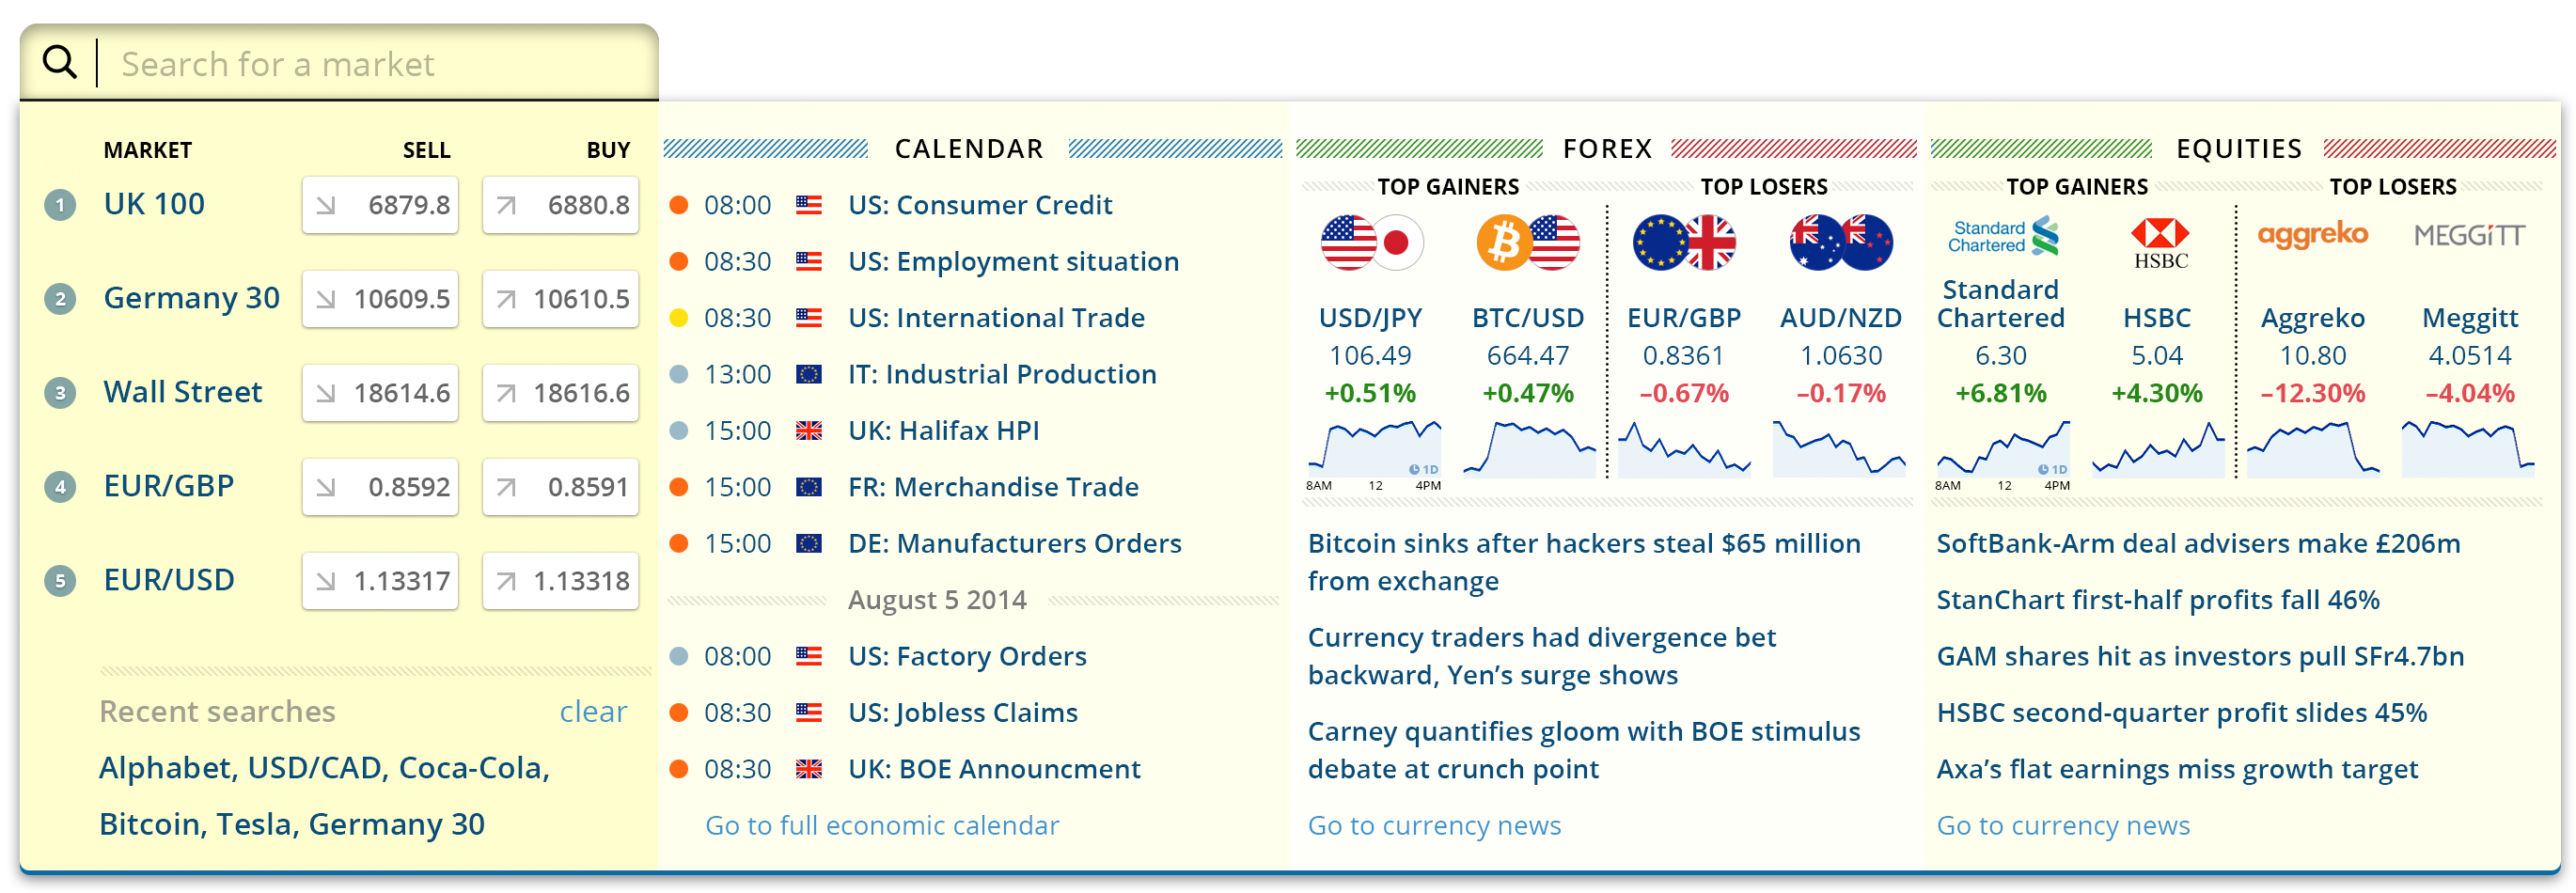 Search for a market
MARKET SELL BUY
1 UK 100 6879.8 6880.8
2 Germany 30 10609.5 10610.5
3 Wall Street 18614.6 18616.6
4 EUR/GBP 0.8592 0.8591
5 EUR/USD 1.13317 1.13318
Recent searches clear
Alphabet, USD/CAD, Coca-Cola,
Bitcoin, Tesla, Germany 30
CALENDAR
08:00 US: Consumer Credit
08:30 US: Employment situation
08:30 US: International Trade
13:00 IT: Industrial Production
15:00 UK: Halifax HPI
15:00 FR: Merchandise Trade
15:00 DE: Manufacturers Orders
August 5 2014
08:00 US: Factory Orders
08:30 US: Jobless Claims
08:30 UK: BOE Announcment
Go to full economic calendar
FOREX
TOP GAINERS TOP LOSERS
USD/JPY BTC/USD EUR/GBP AUD/NZD
106.49 664.47 0.8361 1.0630
+0.51% +0.47% –0.67% –0.17%
1D
8AM 12 4PM
Bitcoin sinks after hackers steal $65 million
from exchange
Currency traders had divergence bet
backward, Yen’s surge shows
Carney quantifies gloom with BOE stimulus
debate at crunch point
Go to currency news
EQUITIES
TOP GAINERS TOP LOSERS
Standard
Chartered
HSBC
aggreko
MEGGiTT
Standard
Chartered HSBC Aggreko Meggitt
6.30 5.04 10.80 4.0514
+6.81% +4.30% –12.30% –4.04%
1D
8AM 12 4PM
SoftBank-Arm deal advisers make £206m
StanChart first-half profits fall 46%
GAM shares hit as investors pull SFr4.7bn
HSBC second-quarter profit slides 45%
Axa’s flat earnings miss growth target
Go to currency news